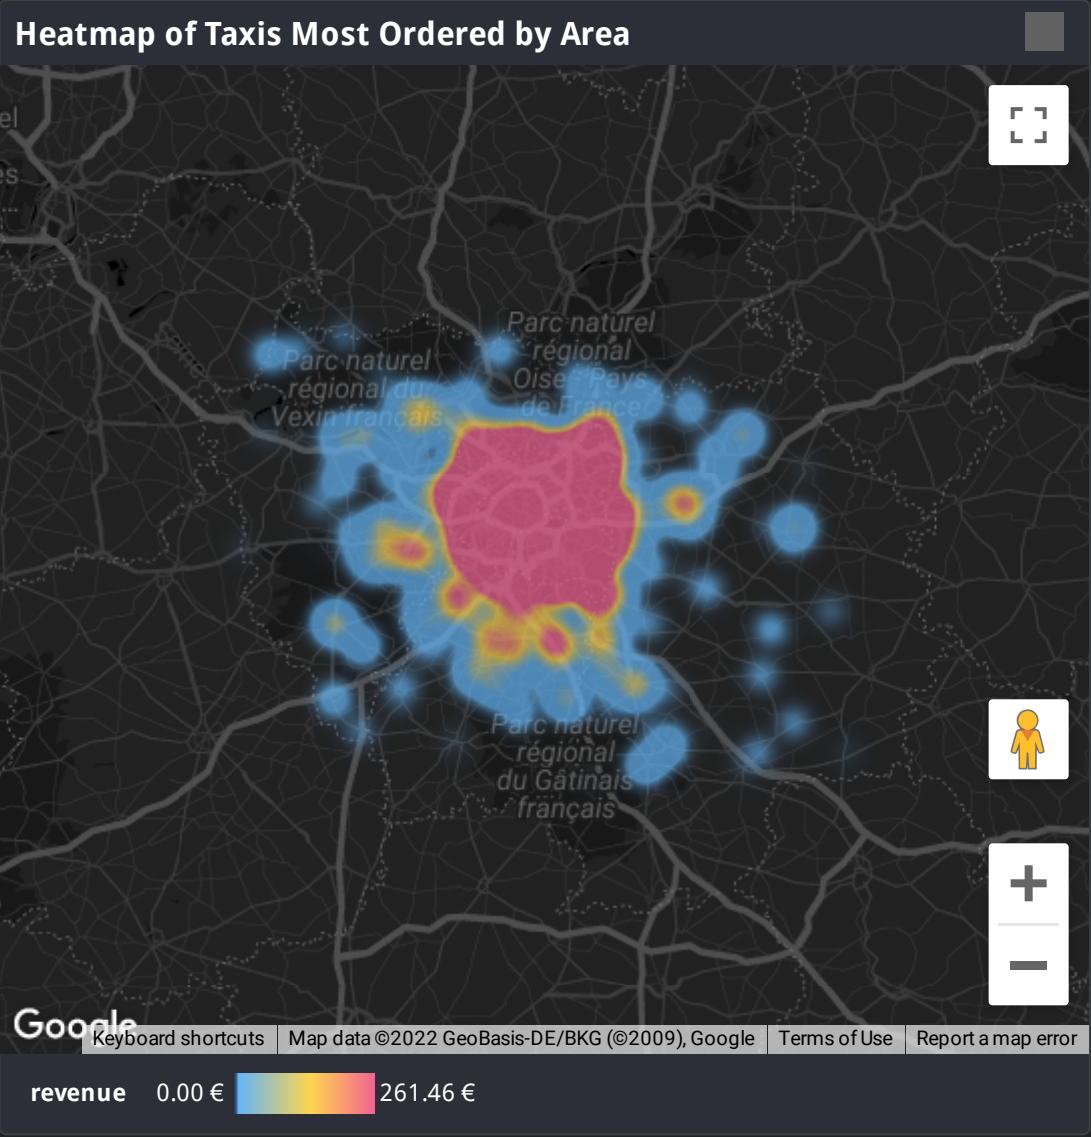 Heatmap of Taxis Most Ordered by Area
el
es
Parc naturel
régional
Oise - Pays
de France
Parc naturel
régional du
Vexin français
Parc naturel
régional
du Gâtinais
français
Google
Keyboard shortcuts
Map data ©2022 GeoBasis-DE/BKG (©2009), Google
Terms of Use
Report a map error
revenue 0.00 € 261.46 €